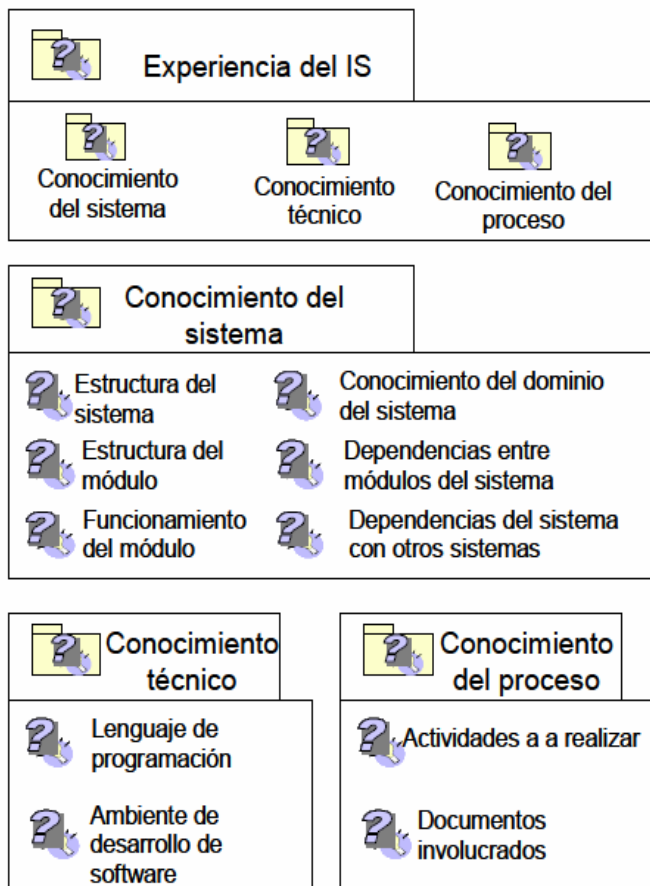 Experiencia del IS
Conocimiento
del sistema
Conocimiento
técnico
Conocimiento del
proceso
Conocimiento del
sistema
Estructura del
sistema
Conocimiento del dominio
del sistema
Estructura del
módulo
Dependencias entre
módulos del sistema
Funcionamiento
del módulo
Dependencias del sistema
con otros sistemas
Conocimiento
técnico
Lenguaje de
programación
Ambiente de
desarrollo de
software
Conocimiento
del proceso
Actividades a a realizar
Documentos
involucrados